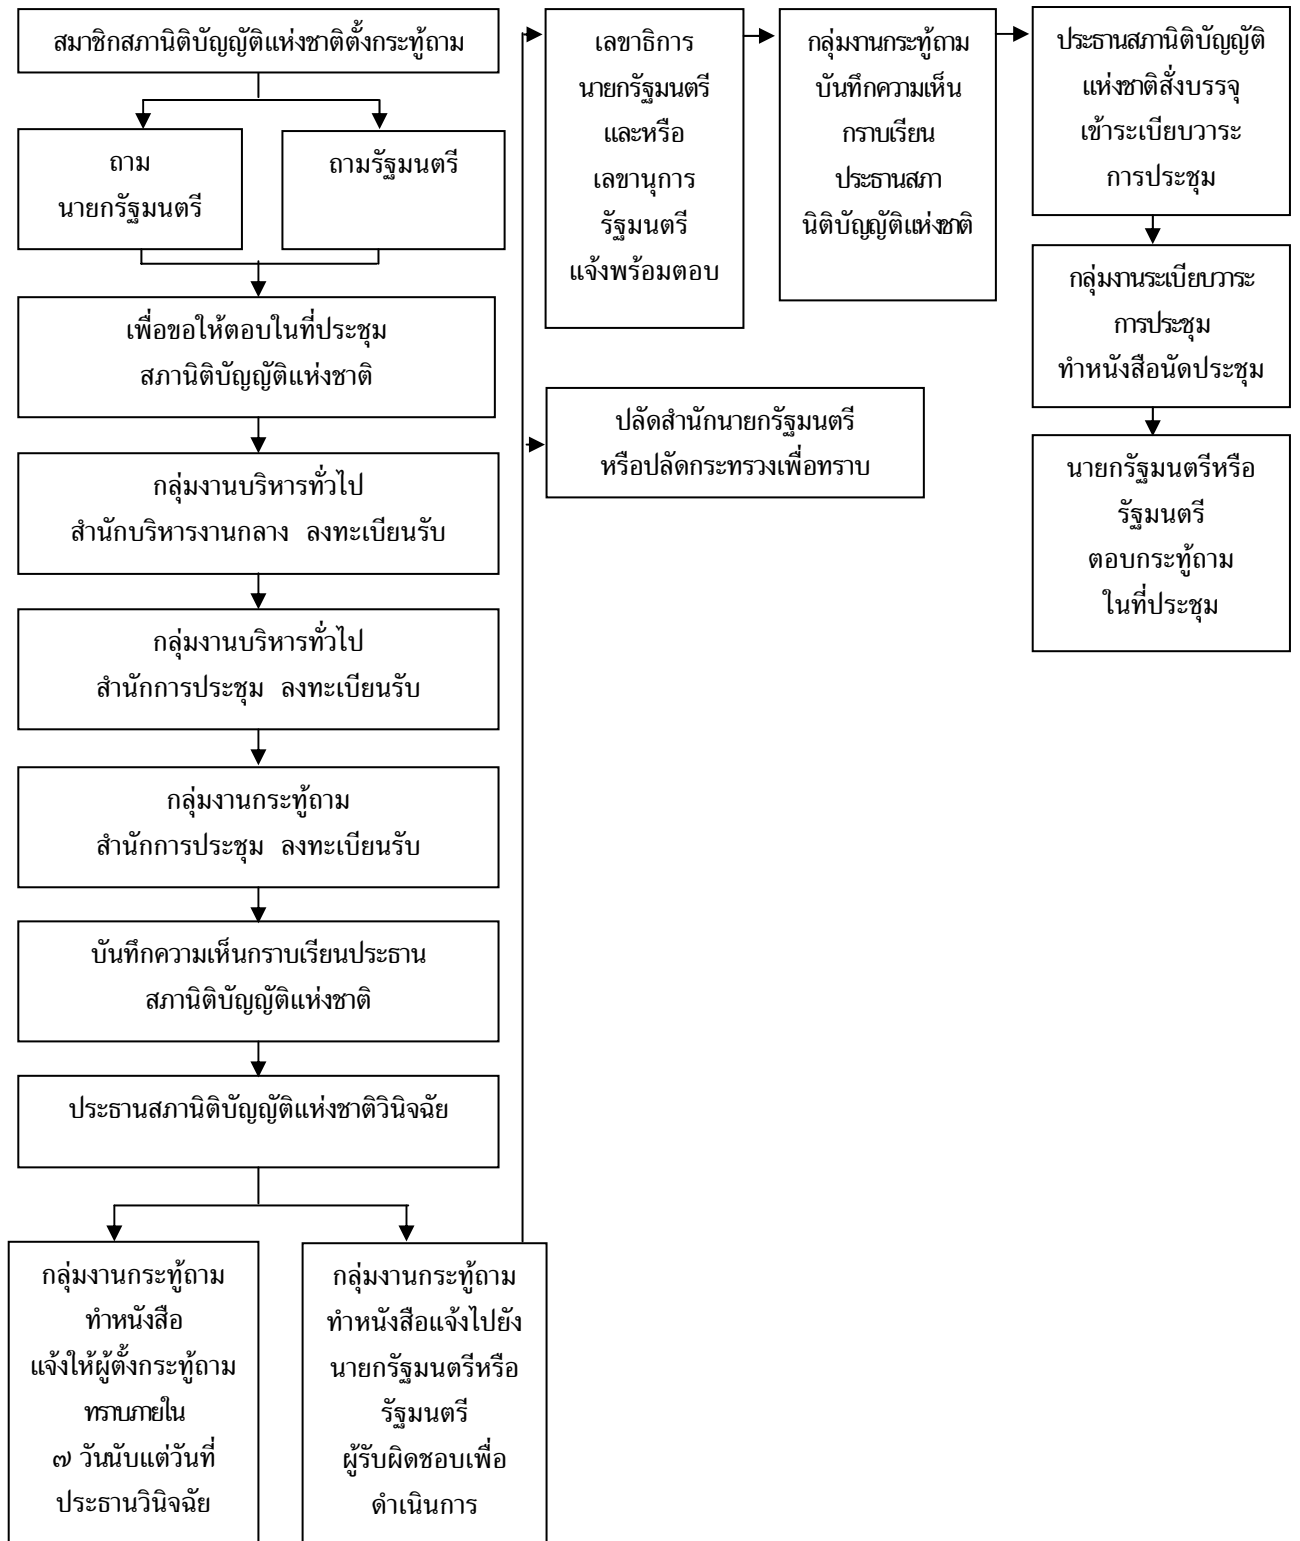 สมาชิกสภานิติบัญญัติแห่งชาติตั้งกระทู้ถาม
ถาม
นายกรัฐมนตรี
ถามรัฐมนตรี
เพื่อขอให้ตอบในที่ประชุม
สภานิติบัญญัติแห่งชาติ
กลุ่มงานบริหารทั่วไป
สำนักบริหารงานกลาง ลงทะเบียนรับ
กลุ่มงานบริหารทั่วไป
สำนักการประชุม ลงทะเบียนรับ
กลุ่มงานกระทู้ถาม
สำนักการประชุม ลงทะเบียนรับ
บันทึกความเห็นกราบเรียนประธาน
สภานิติบัญญัติแห่งชาติ
ประธานสภานิติบัญญัติแห่งชาติวินิจฉัย
กลุ่มงานกระทู้ถาม
ทำหนังสือ
แจ้งให้ผู้ตั้งกระทู้ถาม
ทราบภายใน
๗ วันนับแต่วันที่
ประธานวินิจฉัย
กลุ่มงานกระทู้ถาม
ทำหนังสือแจ้งไปยัง
นายกรัฐมนตรีหรือ
รัฐมนตรี
ผู้รับผิดชอบเพื่อ
ดำเนินการ
เลขาธิการ
นายกรัฐมนตรี
และหรือ
เลขานุการ
รัฐมนตรี
แจ้งพร้อมตอบ
ปลัดสำนักนายกรัฐมนตรี
หรือปลัดกระทรวงเพื่อทราบ
กลุ่มงานกระทู้ถาม
บันทึกความเห็น
กราบเรียน
ประธานสภา
นิติบัญญัติแห่งชาติ
ประธานสภานิติบัญญัติ
แห่งชาติสั่งบรรจุ
เข้าระเบียบวาระ
การประชุม
กลุ่มงานระเบียบวาระ
การประชุม
ทำหนังสือนัดประชุม
นายกรัฐมนตรีหรือ
รัฐมนตรี
ตอบกระทู้ถาม
ในที่ประชุม